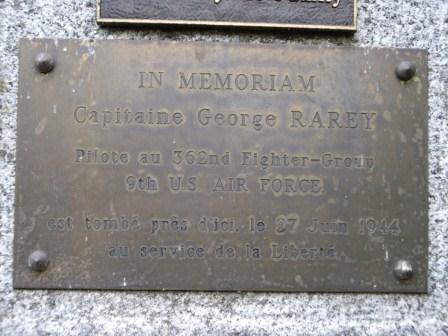 IN MEMORIAM
Capitaine George RAREY
Pilote au 362nd Fighter-Group
9th U.S. AIR FORCE
est tombé près d'ici, le 27 Juin 1944
au service de la Liberté.